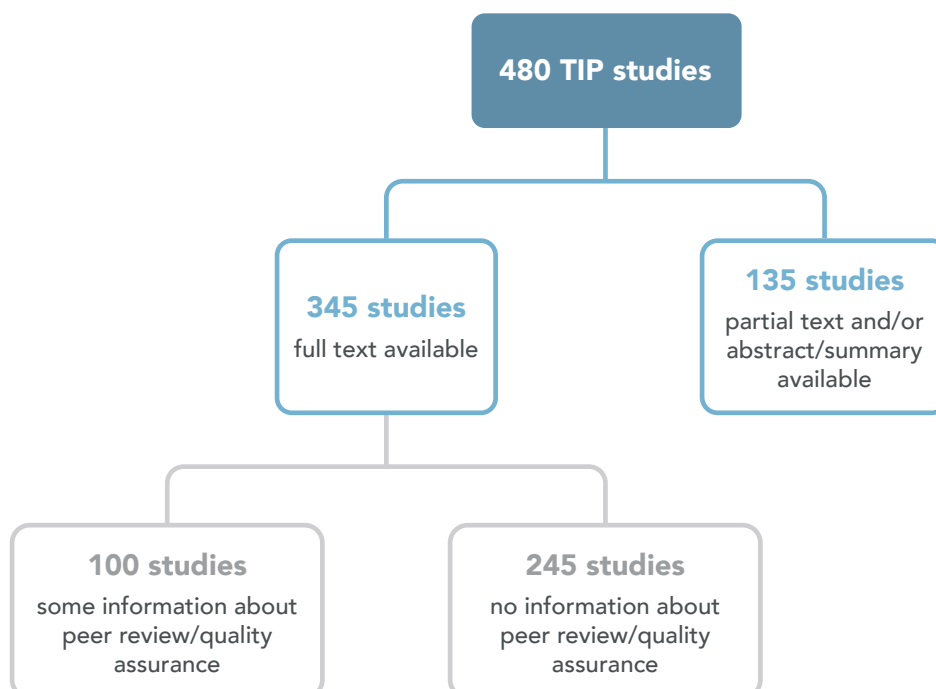 480 TIP studies
345 studies
full text available
135 studies
partial text and/or
abstract/summary
available
100 studies
some information about
peer review/quality
assurance
245 studies
no information about
peer review/quality
assurance